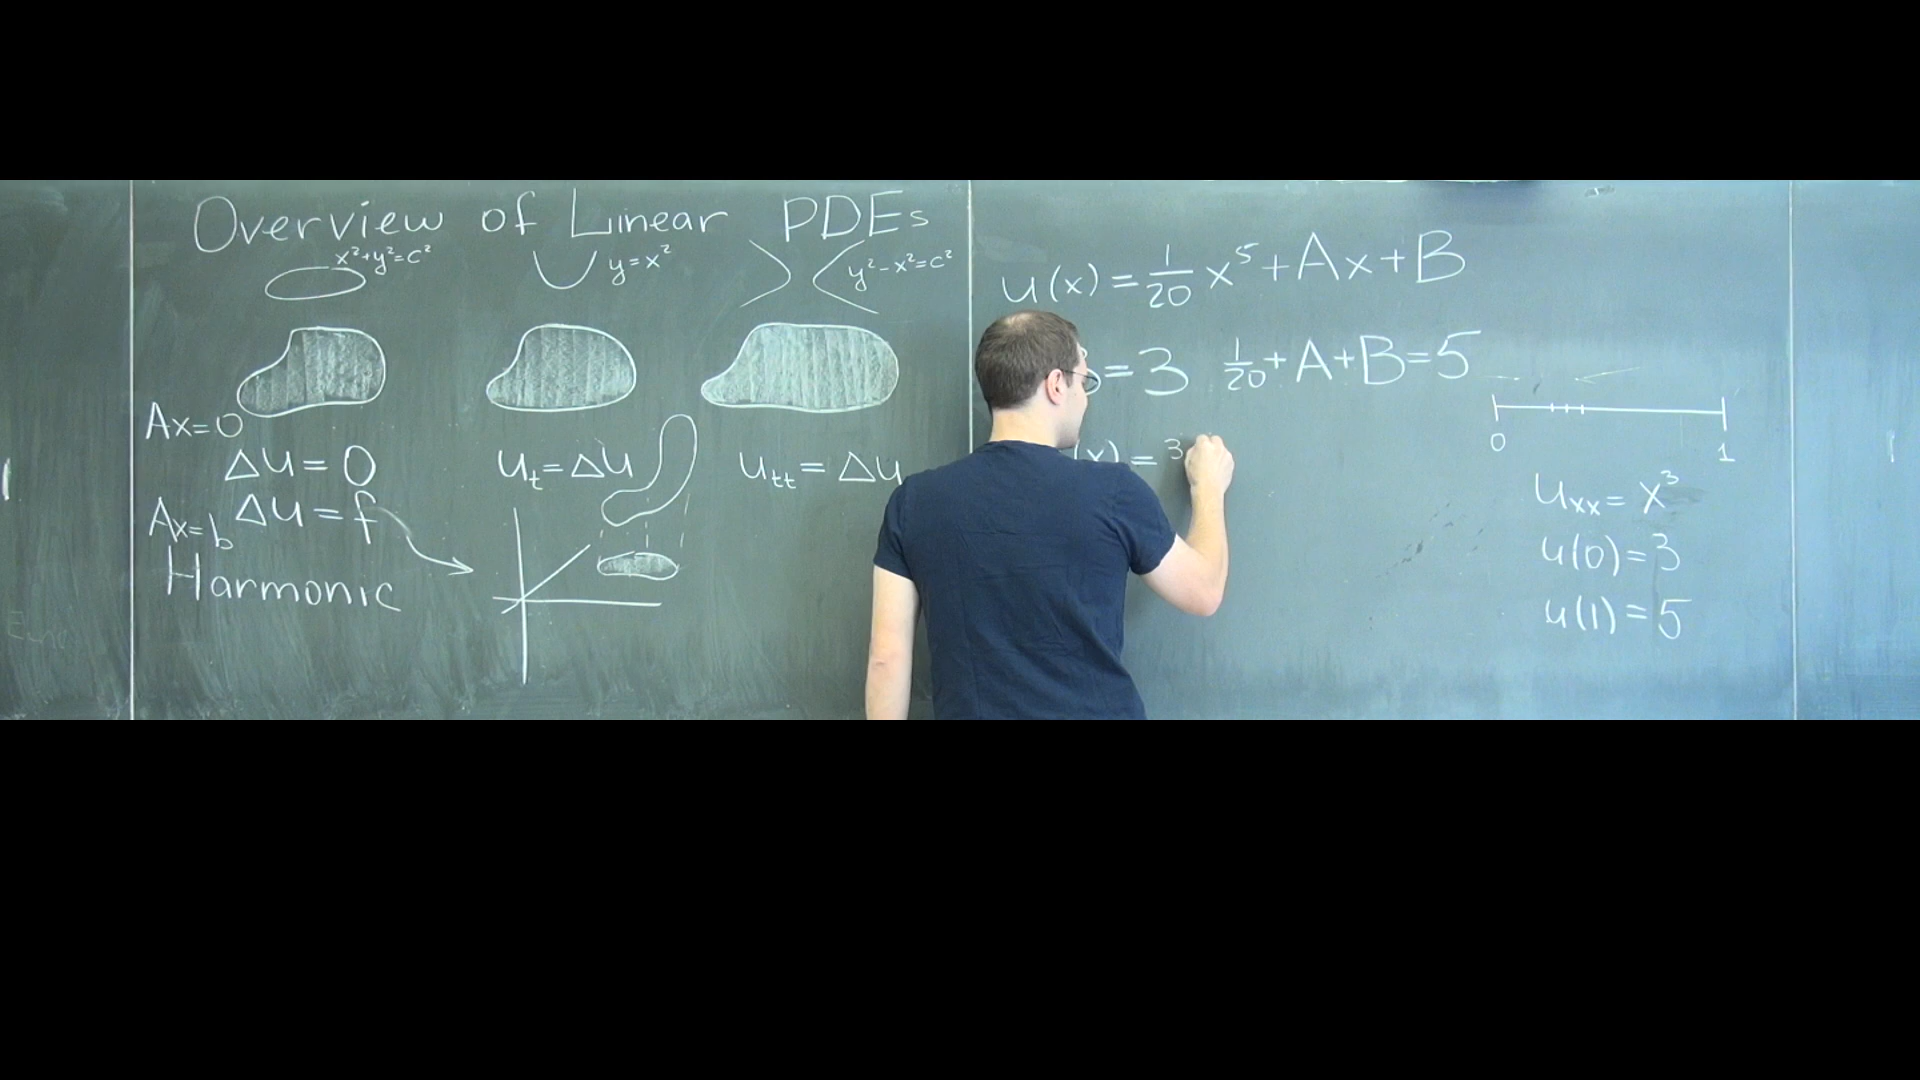 Overview of Linear PDEs
x²+y²=c²
y=x²
y²-x²=c²
Ax=0
Δu=0
u_t=Δu
u_tt=Δu
Ax=b
Δu=f
Harmonic
u(x)=1/20 x⁵+Ax+B
=3
1/20+A+B=5
(x)=3
0
1
u_xx=x³
u(0)=3
u(1)=5